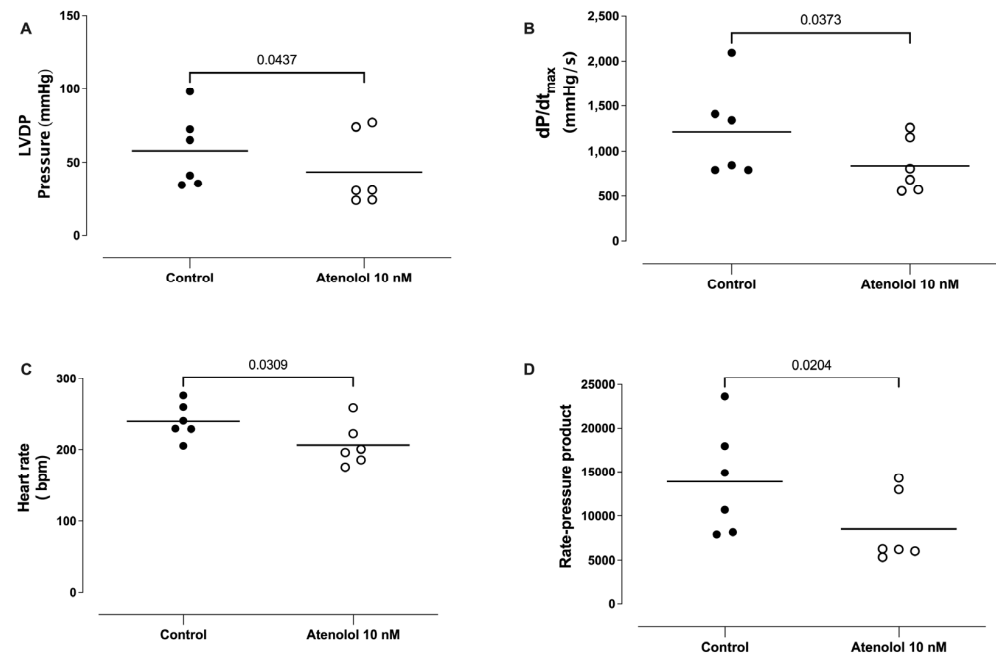 A
LVDP
Pressure (mmHg)
150
100
50
0
0.0437
Control
Atenolol 10 nM
B
dP/dtmax
(mmHg/s)
2,500
2,000
1,500
1,000
500
0
0.0373
Control
Atenolol 10 nM
C
Heart rate
( bpm)
300
200
100
0
0.0309
Control
Atenolol 10 nM
D
Rate-pressure product
25000
20000
15000
10000
5000
0
0.0204
Control
Atenolol 10 nM